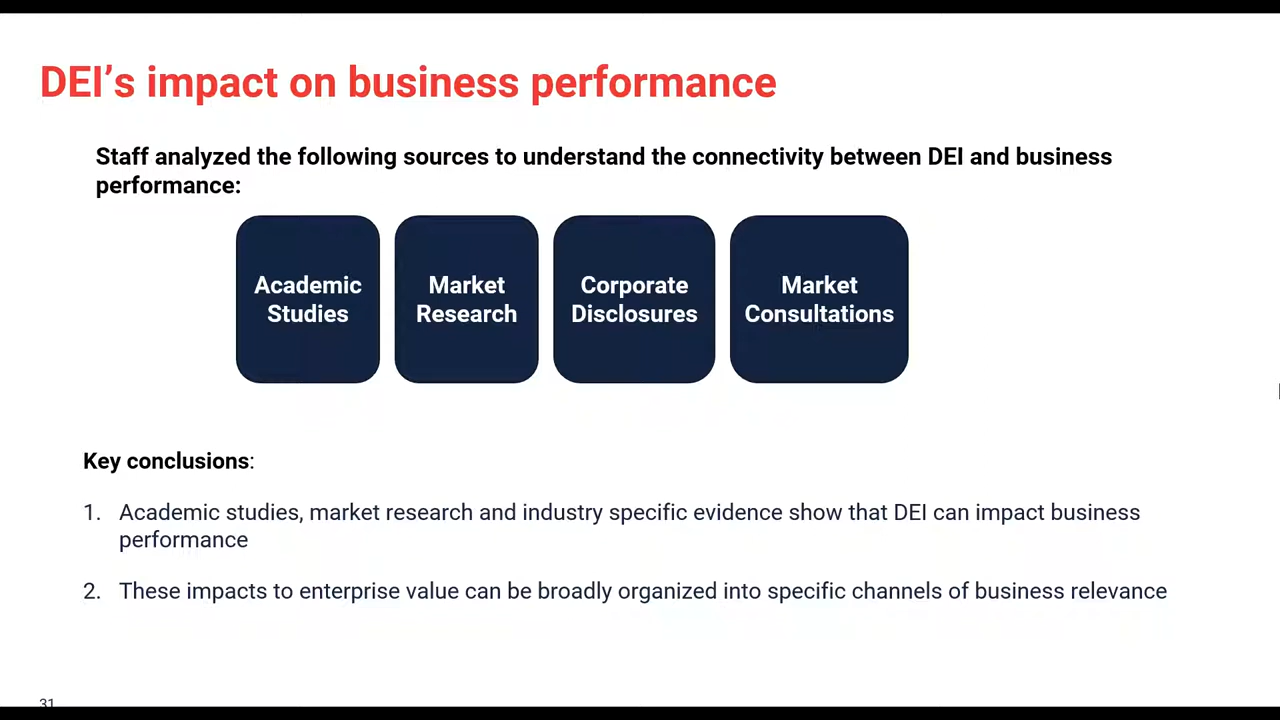 DEI’s impact on business performance
Staff analyzed the following sources to understand the connectivity between DEI and business
performance:
Academic
Studies
Market
Research
Corporate
Disclosures
Market
Consultations
Key conclusions:
1. Academic studies, market research and industry specific evidence show that DEI can impact business
performance
2. These impacts to enterprise value can be broadly organized into specific channels of business relevance
31